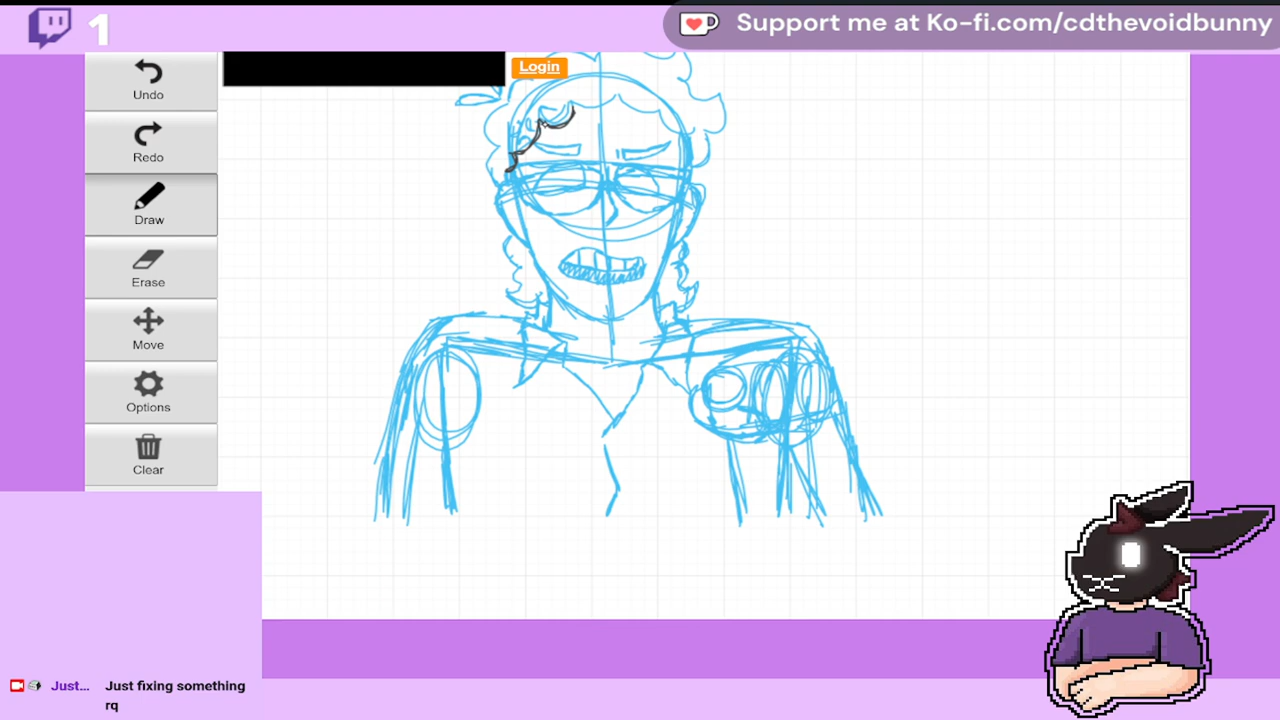 1
Support me at Ko-fi.com/cdthevoidbunny
Login
Undo
Redo
Draw
Erase
Move
Options
Clear
Just... Just fixing something
rq